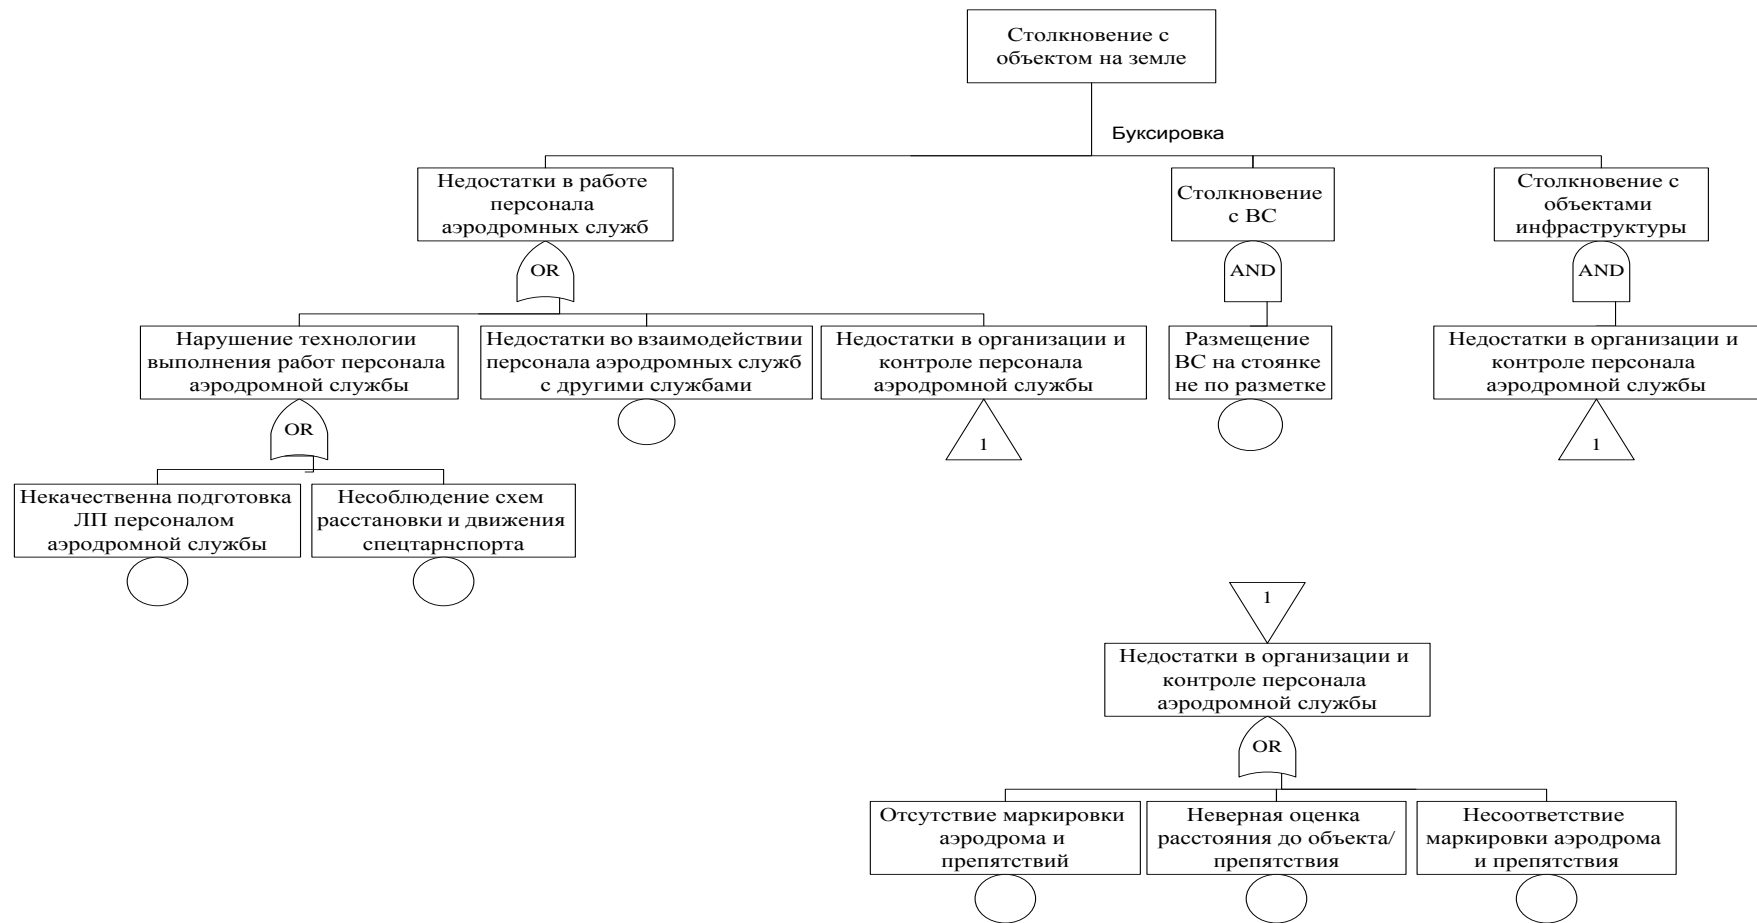 Столкновение с
объектом на земле
Буксировка
Недостатки в работе
персонала
аэродромных служб
Столкновение
с ВС
Столкновение с
объектами
инфраструктуры
OR
AND
AND
Нарушение технологии
выполнения работ персонала
аэродромной службы
Недостатки во взаимодействии
персонала аэродромных служб
с другими службами
Недостатки в организации и
контроле персонала
аэродромной службы
Размещение
ВС на стоянке
не по разметке
Недостатки в организации и
контроле персонала
аэродромной службы
OR
1
1
Некачественна подготовка
ЛП персоналом
аэродромной службы
Несоблюдение схем
расстановки и движения
спецтарнспорта
1
Недостатки в организации и
контроле персонала
аэродромной службы
OR
Отсутствие маркировки
аэродрома и
препятствий
Неверная оценка
расстояния до объекта/
препятствия
Несоответствие
маркировки аэродрома
и препятствия